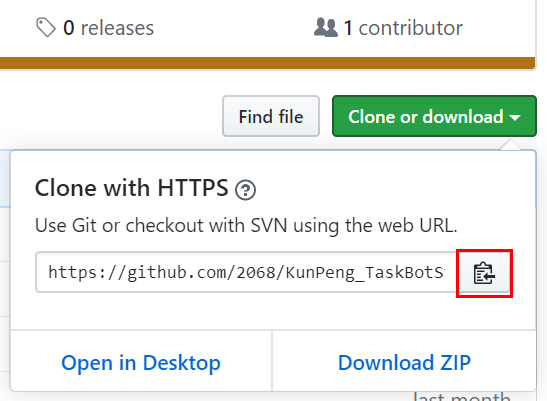 0 releases
1 contributor
Find file
Clone or download
Clone with HTTPS
Use Git or checkout with SVN using the web URL.
https://github.com/2068/KunPeng_TaskBotS
Open in Desktop
Download ZIP
last month